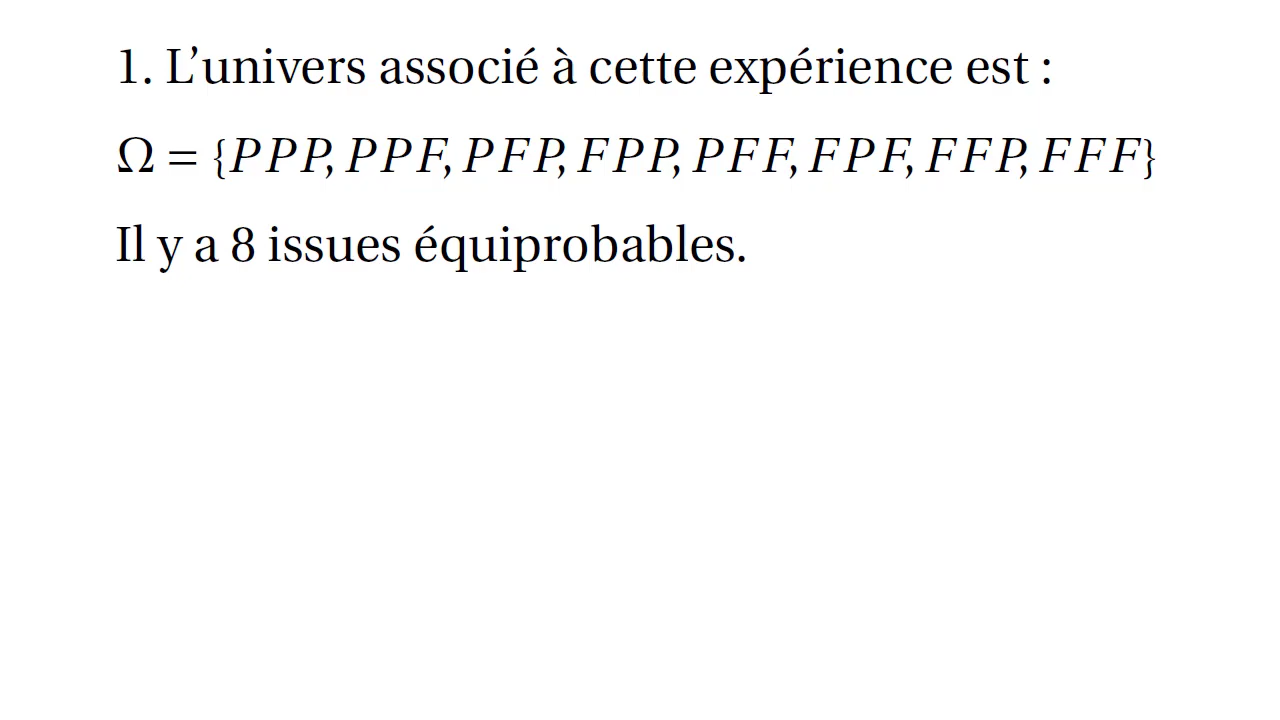 1. L’univers associé à cette expérience est :
Ω = {PPP, PPF, PFP, FPP, PFF, FPF, FFP, FFF}
Il y a 8 issues équiprobables.